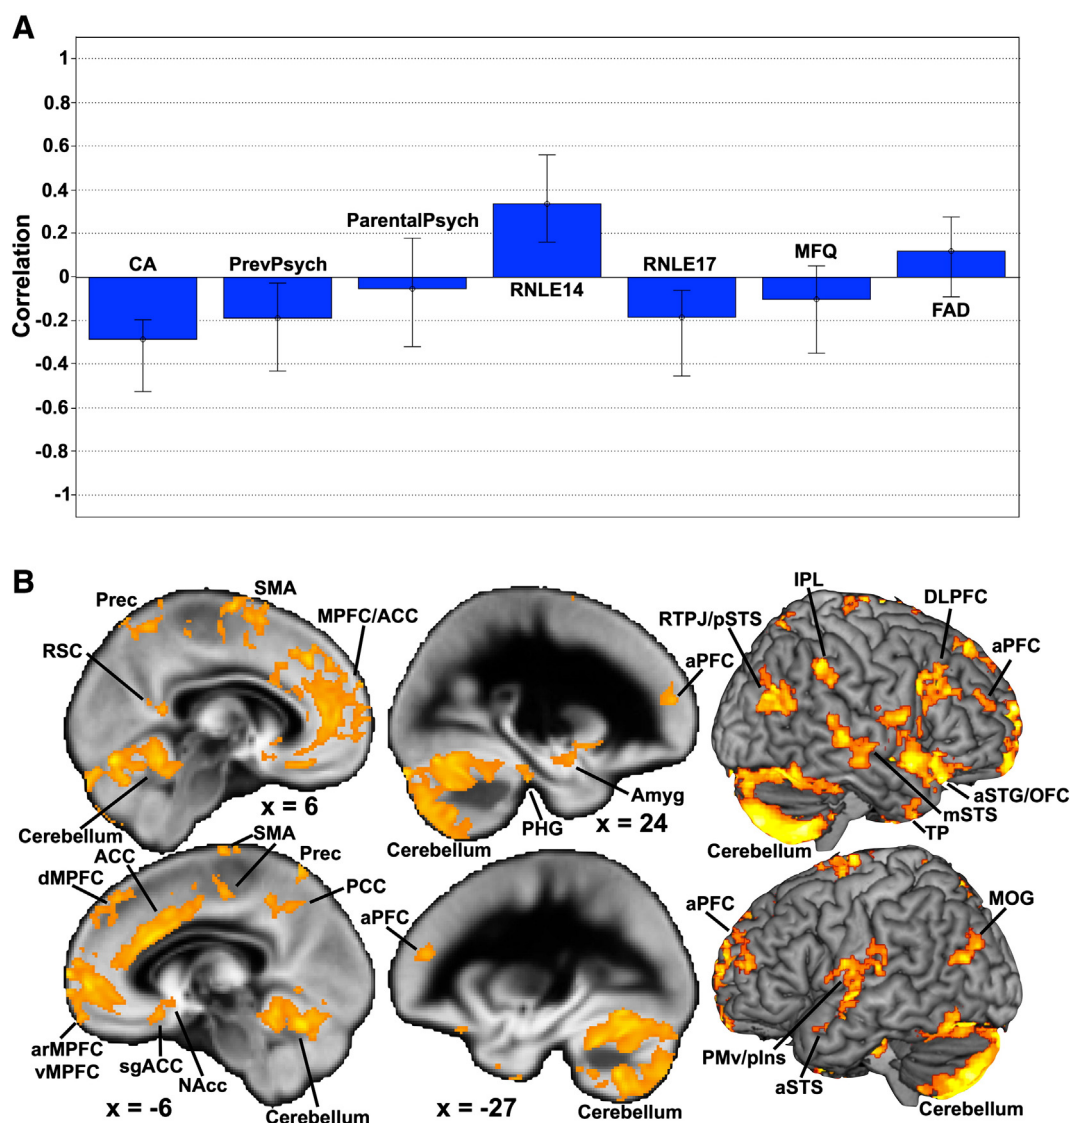 A
Correlation
1
0.8
0.6
0.4
0.2
0
-0.2
-0.4
-0.6
-0.8
-1
CA
PrevPsych
ParentalPsych
RNLE14
RNLE17
MFQ
FAD
B
Prec
SMA
MPFC/ACC
RSC
Cerebellum
x = 6
aPFC
Amyg
PHG
x = 24
Cerebellum
IPL
RTPJ/pSTS
DLPFC
aPFC
aSTG/OFC
mSTS
TP
Cerebellum
SMA
ACC
Prec
dMPFC
PCC
arMPFC
vMPFC
sgACC
NAcc
x = -6
Cerebellum
aPFC
x = -27
Cerebellum
aPFC
MOG
PMv/pIns
aSTS
Cerebellum